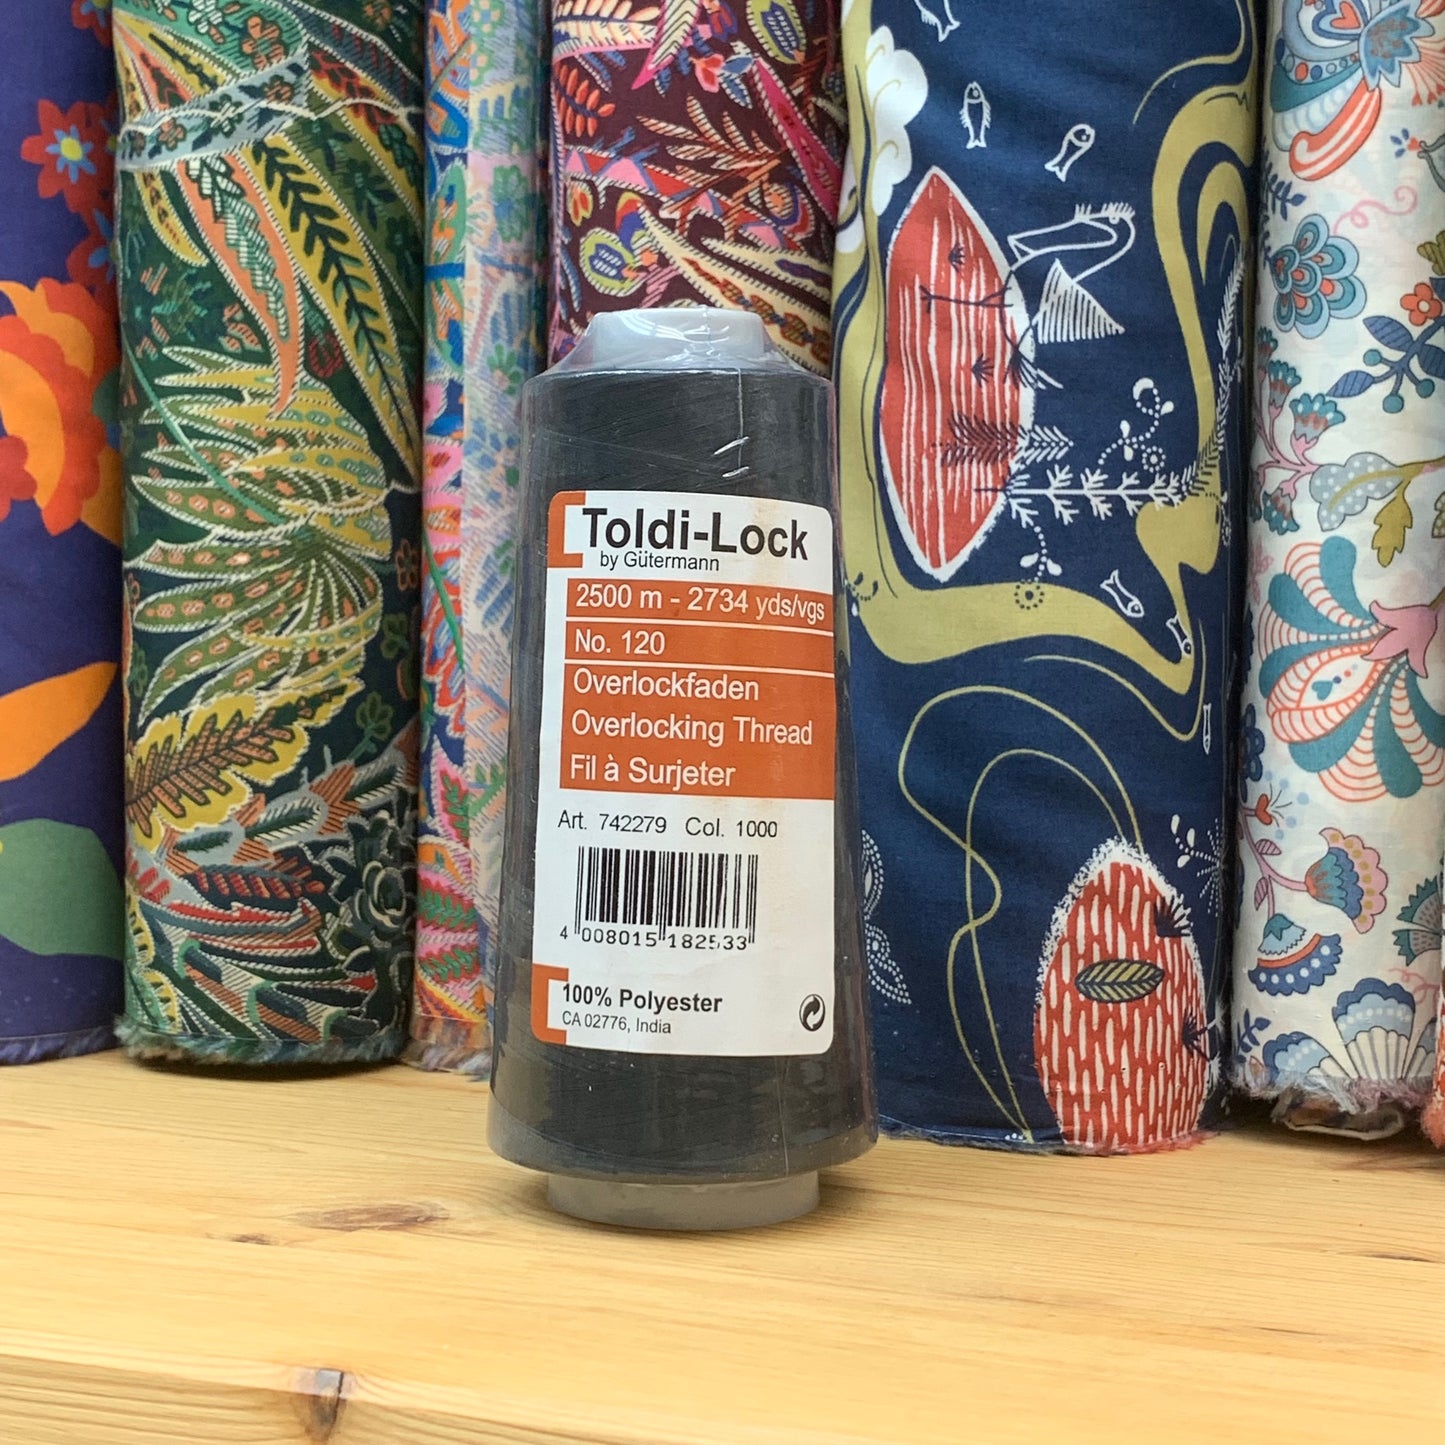 Toldi-Lock
by Gütermann
2500 m - 2734 yds/vgs
No. 120
Overlockfaden
Overlocking Thread
Fil à Surjeter
Art. 742279 Col. 1000
4 008015 182533
100% Polyester
CA 02776, India